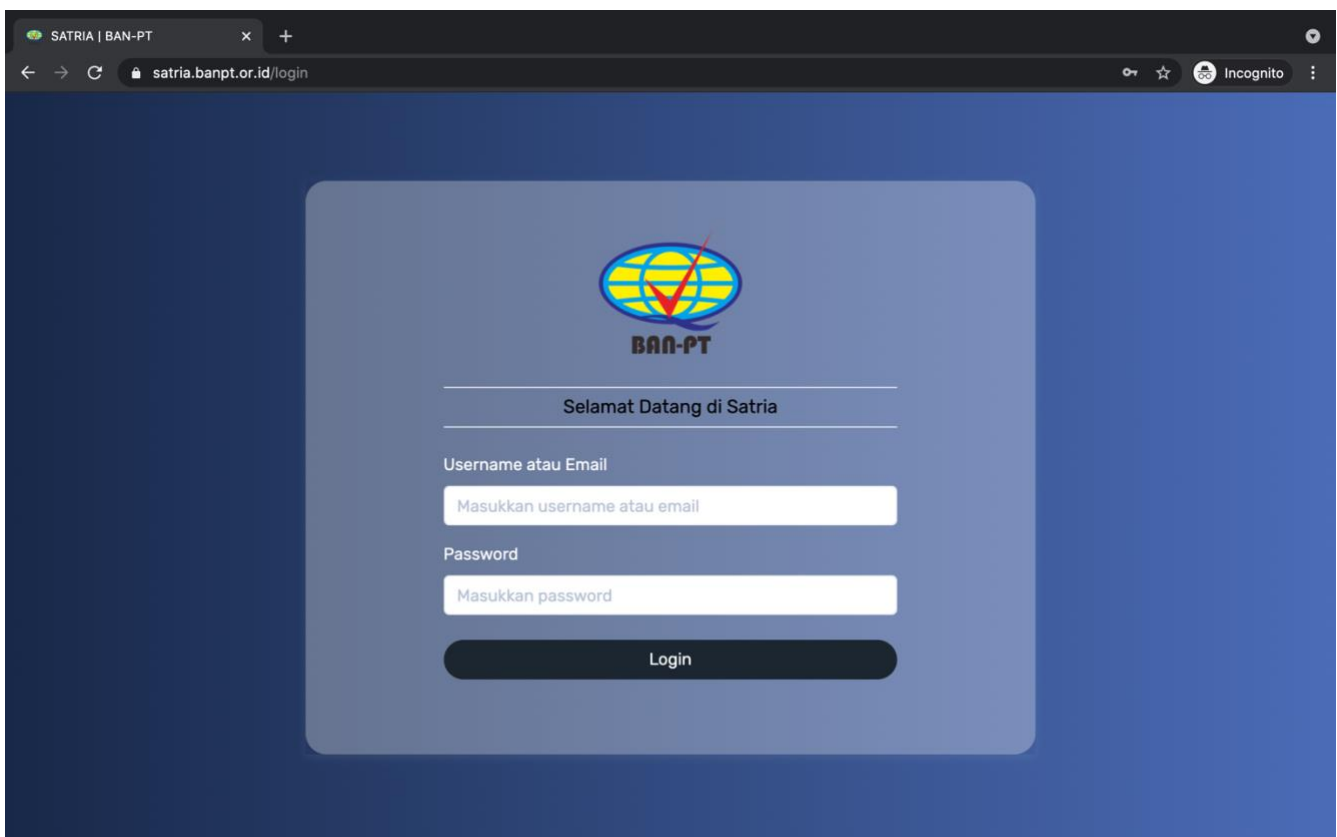 SATRIA | BAN-PT
satria.banpt.or.id/login
Incognito
BAN-PT
Selamat Datang di Satria
Username atau Email
Masukkan username atau email
Password
Masukkan password
Login